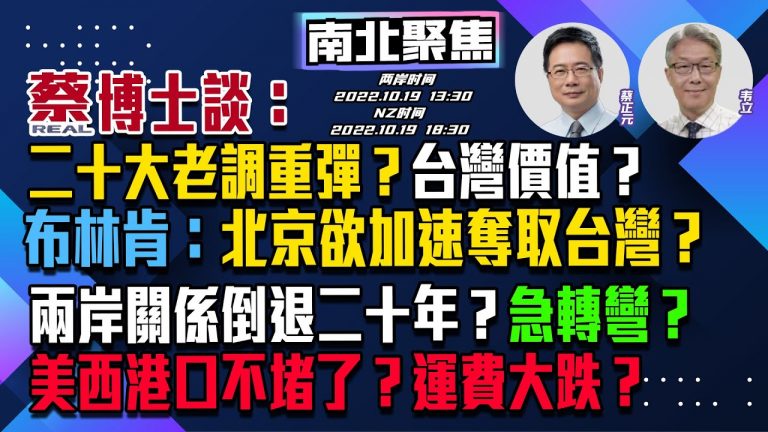 南北聚焦
兩岸时间
2022.10.19 13:30
NZ时间
2022.10.19 18:30
蔡正元
韦立
蔡博士談：
REAL
二十大老調重彈？台灣價值？
布林肯：北京欲加速奪取台灣？
兩岸關係倒退二十年？急轉彎？
美西港口不堵了？運費大跌？